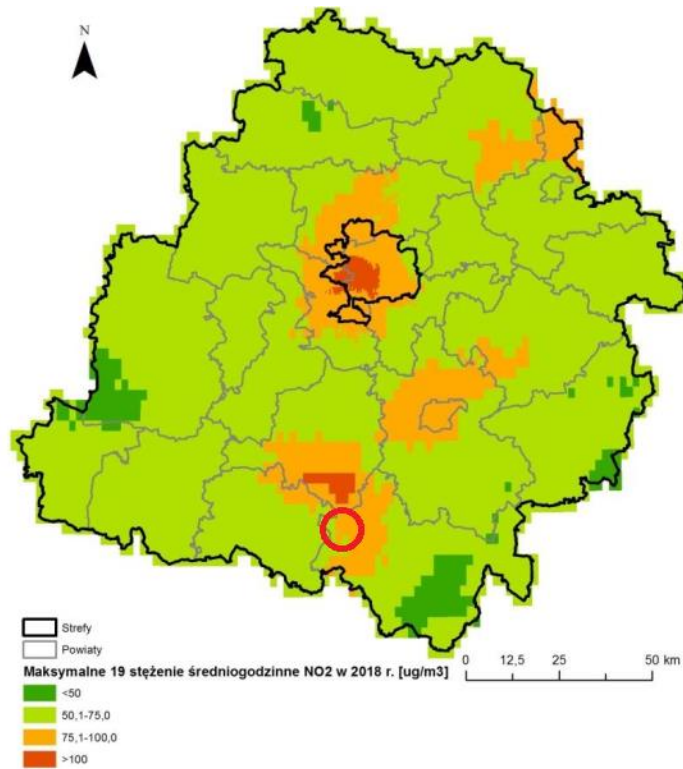 N
Strefy
Powiaty
Maksymalne 19 stężenie średniogodzinne NO2 w 2018 r. [ug/m3]
<50
50,1-75,0
75,1-100,0
>100
0 12,5 25 50 km